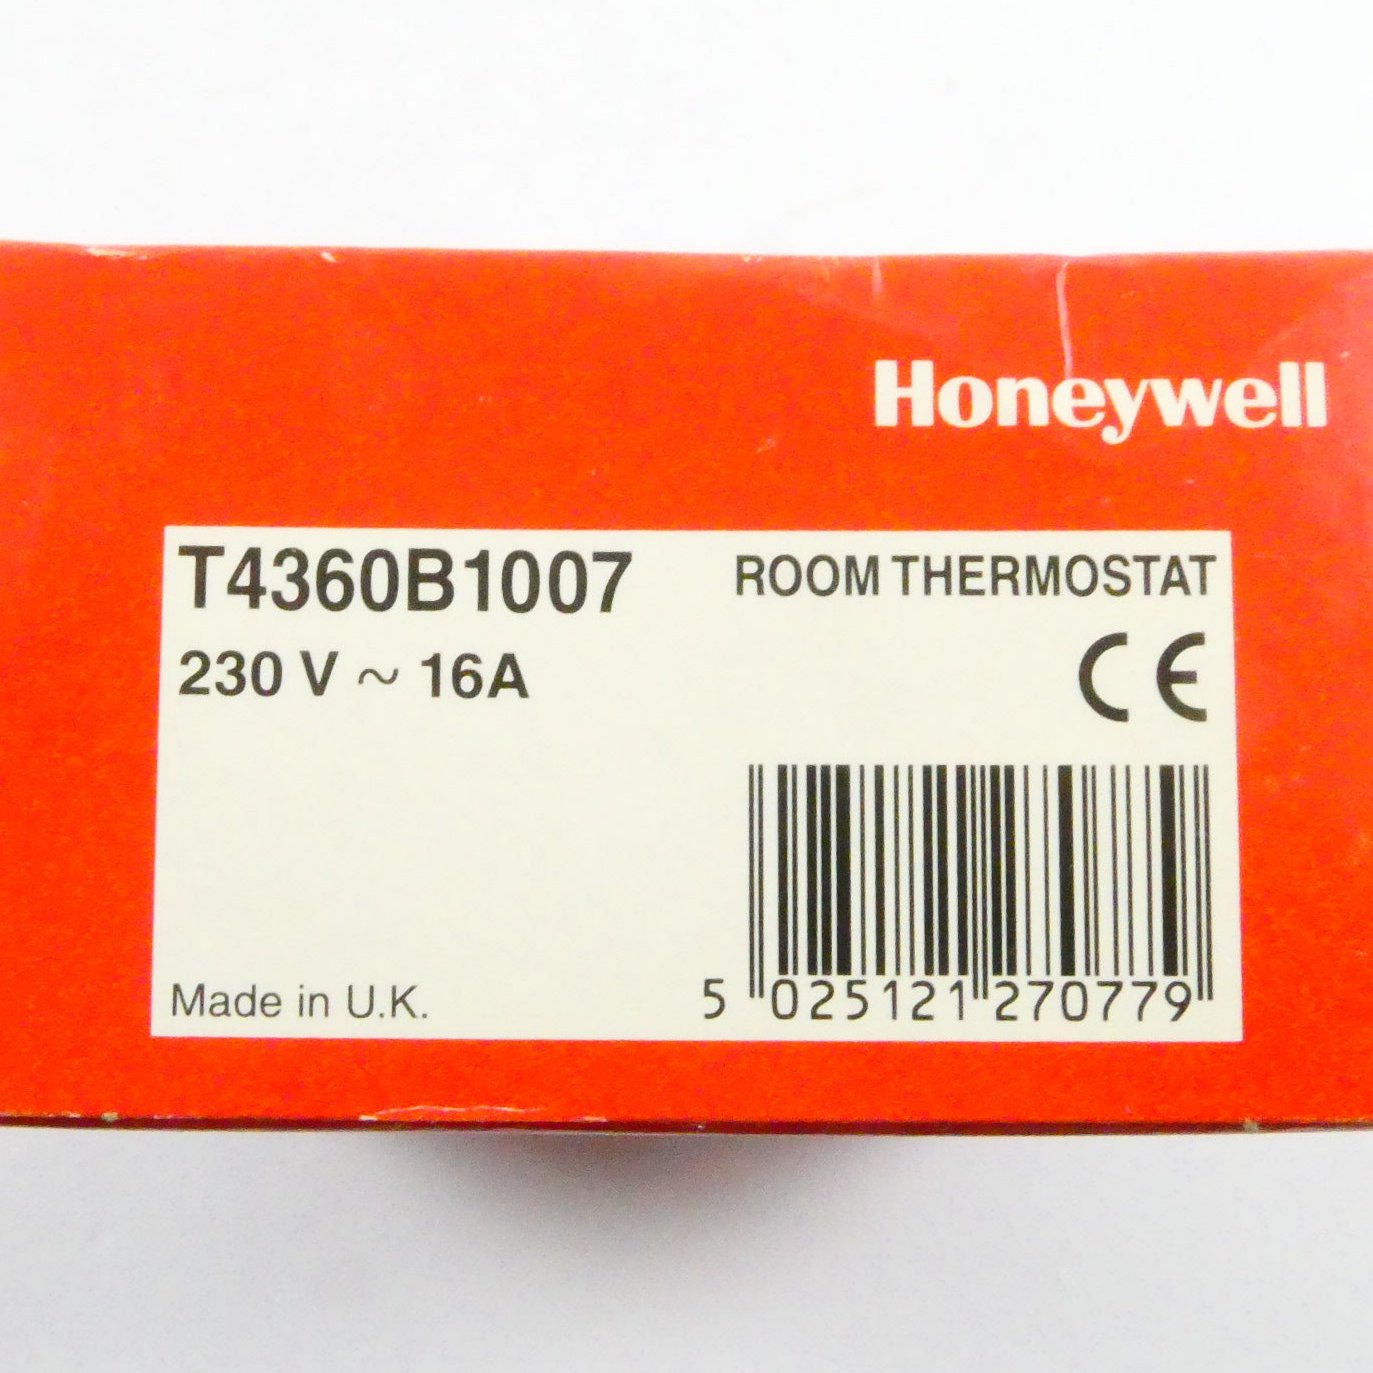 Honeywell
T4360B1007 ROOM THERMOSTAT
230 V ~ 16A
CE
Made in U.K.
5 025121 270779